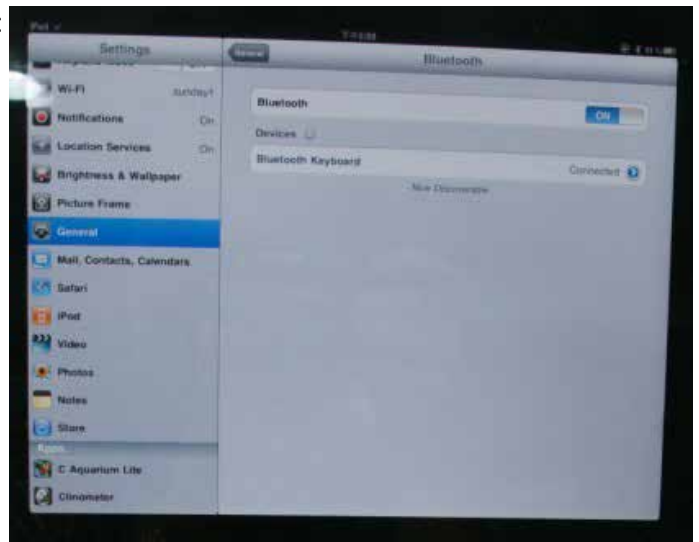 iPad
Settings
General
Bluetooth
Wi-Fi
sunday1
Notifications
On
Location Services
On
Brightness & Wallpaper
Picture Frame
General
Mail, Contacts, Calendars
Safari
iPod
Video
Photos
Notes
Store
Apps
C Aquarium Lite
Clinometer
Bluetooth
ON
Devices
Bluetooth Keyboard
Connected
Now Discoverable